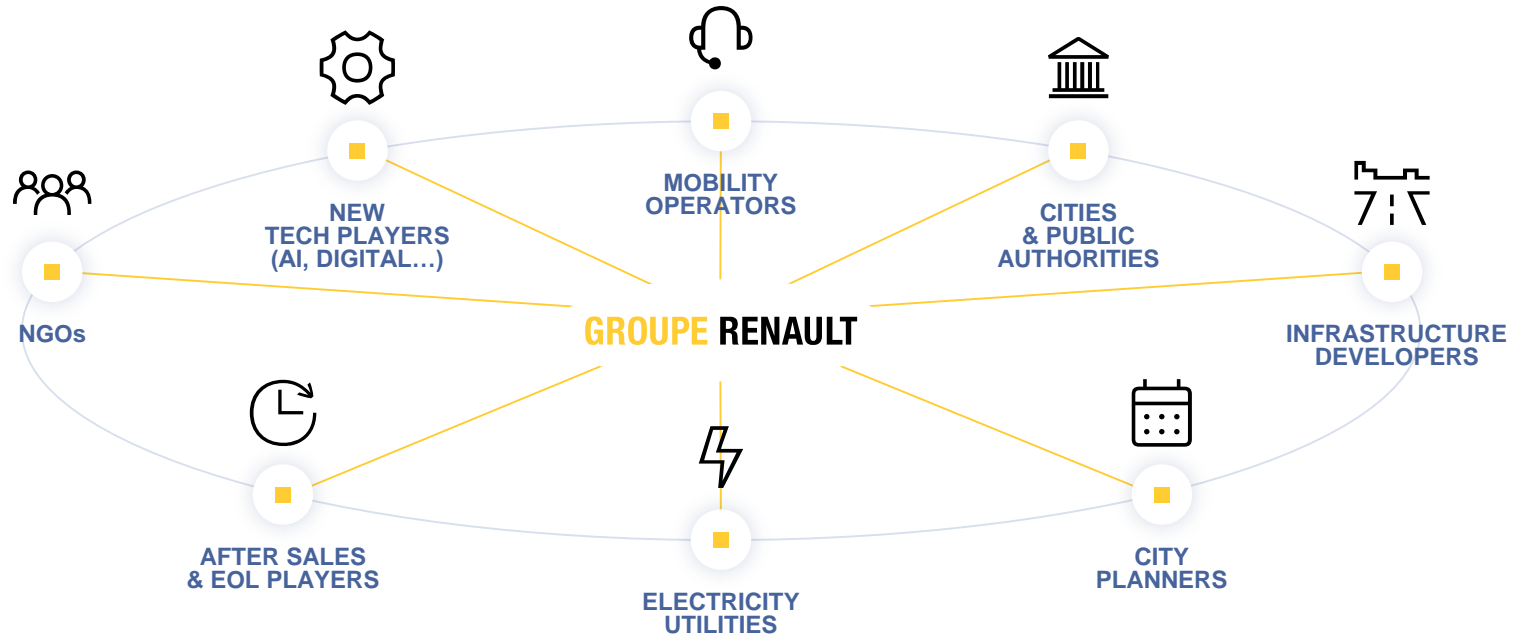 MOBILITY
OPERATORS
NEW
TECH PLAYERS
(AI, DIGITAL…)
CITIES
& PUBLIC
AUTHORITIES
NGOs
GROUPE RENAULT
INFRASTRUCTURE
DEVELOPERS
AFTER SALES
& EOL PLAYERS
ELECTRICITY
UTILITIES
CITY
PLANNERS